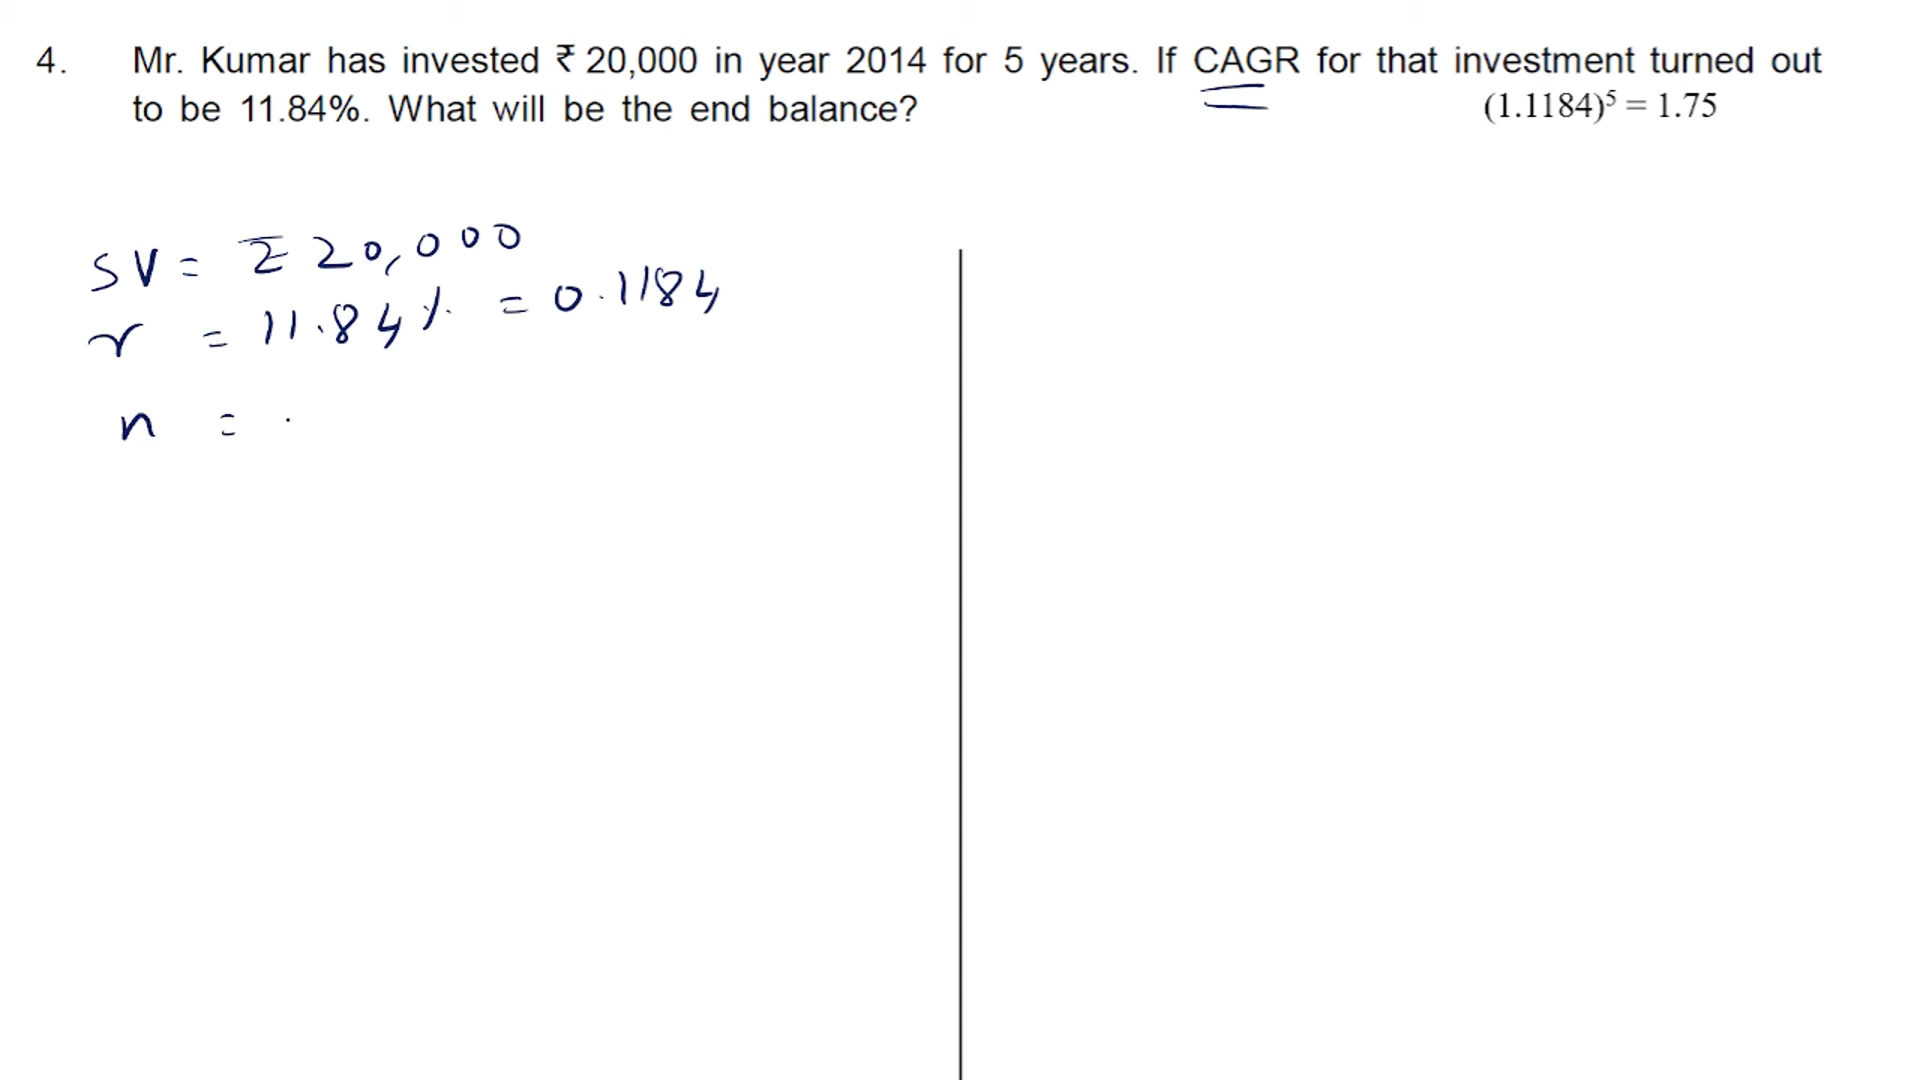 4. Mr. Kumar has invested ₹ 20,000 in year 2014 for 5 years. If CAGR for that investment turned out
to be 11.84%. What will be the end balance? (1.1184)⁵ = 1.75
SV = ₹ 20,000
r = 11.84% = 0.1184
n =